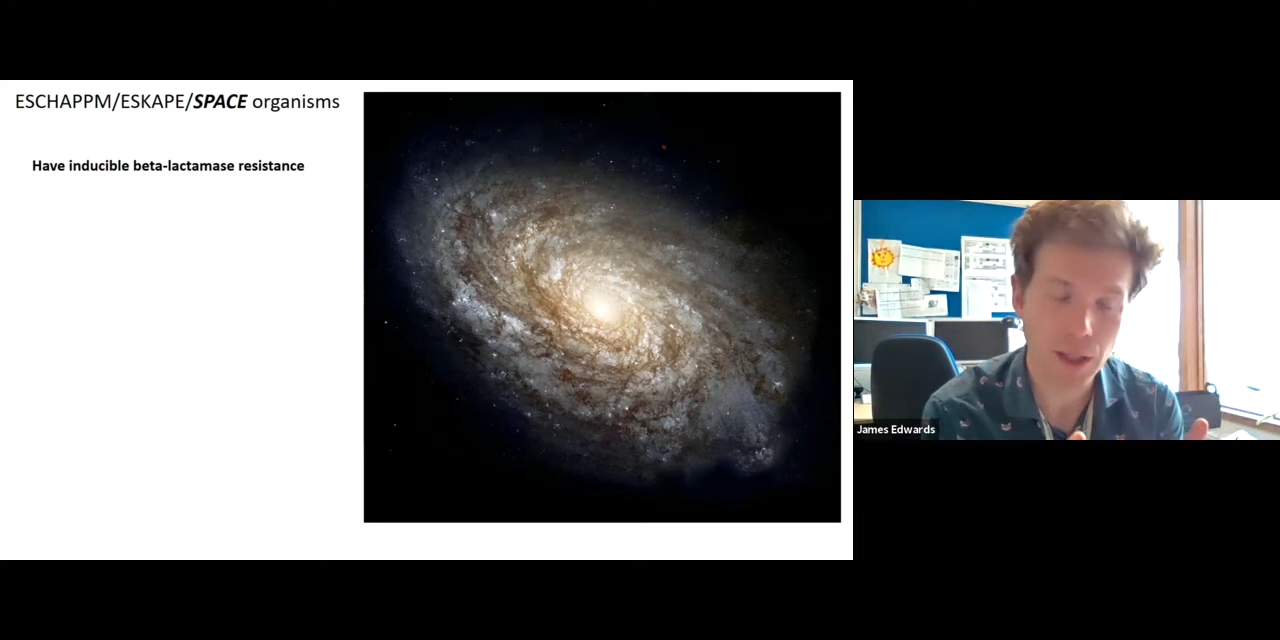 ESCHAPPM/ESKAPE/SPACE organisms
Have inducible beta-lactamase resistance
James Edwards